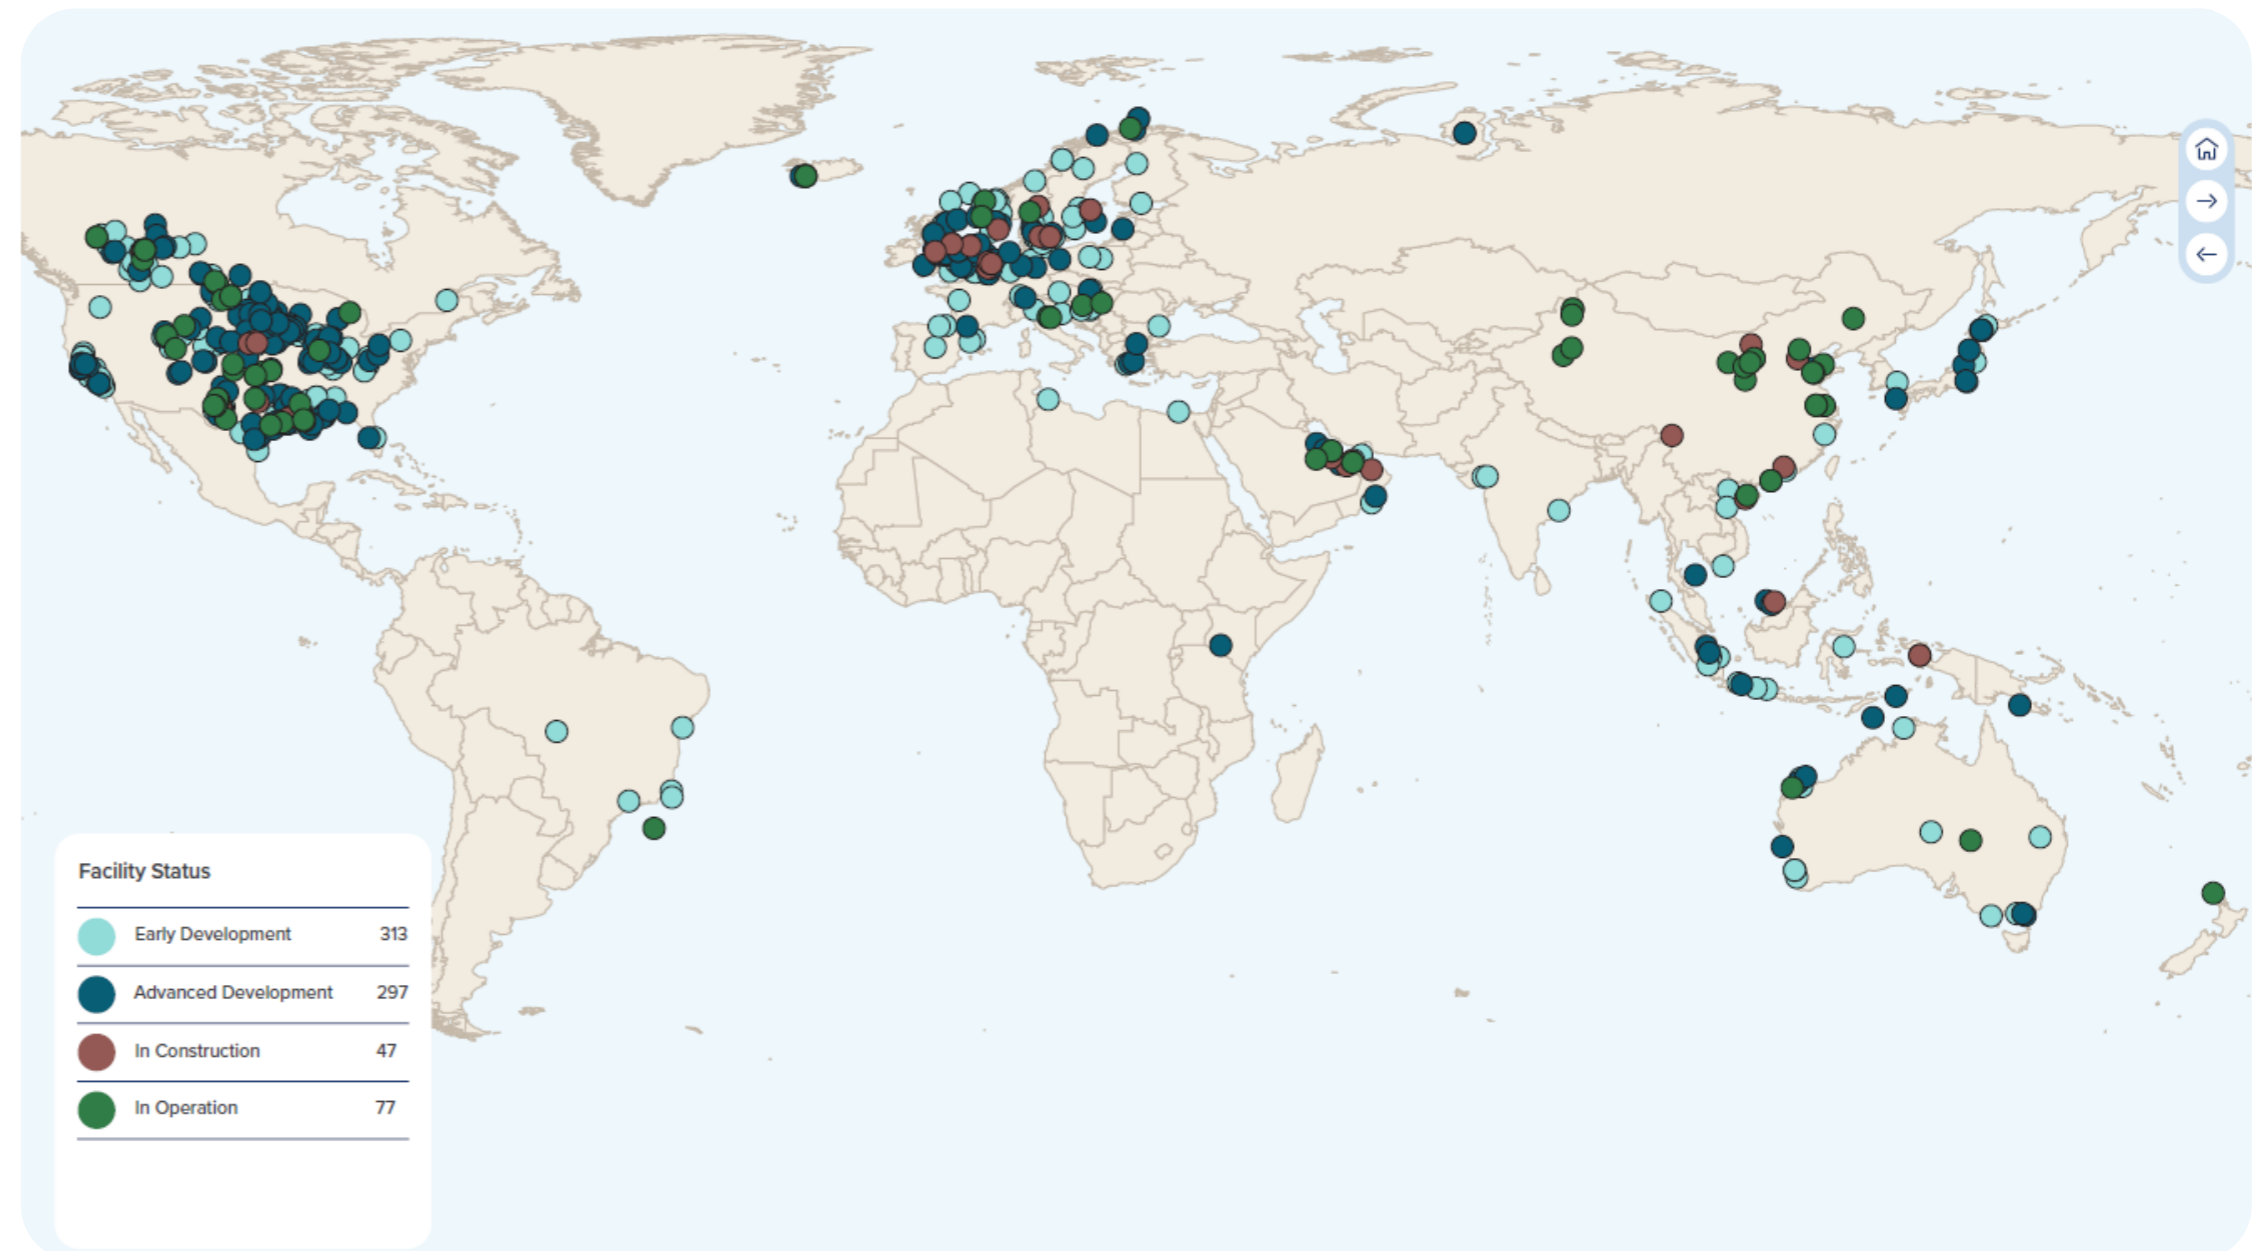 Facility Status
Early Development 313
Advanced Development 297
In Construction 47
In Operation 77